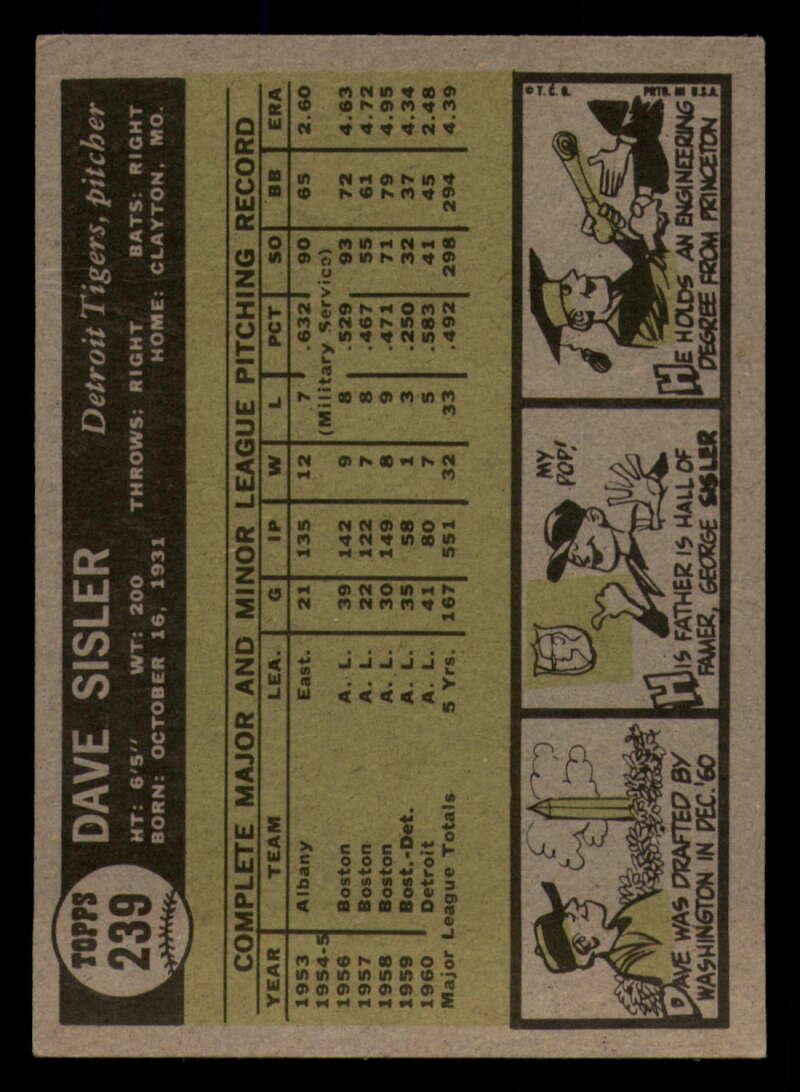 TOPPS
239
DAVE SISLER
Detroit Tigers, pitcher
HT: 6'5" WT: 200 THROWS: RIGHT BATS: RIGHT
BORN: OCTOBER 16, 1931 HOME: CLAYTON, MO.
COMPLETE MAJOR AND MINOR LEAGUE PITCHING RECORD
YEAR TEAM LEA. G IP W L PCT SO BB ERA
1953 Albany East. 21 135 12 7 .632 90 65 2.60
1954-5 (Military Service)
1956 Boston A. L. 39 142 9 8 .529 93 72 4.63
1957 Boston A. L. 22 122 7 8 .467 55 61 4.72
1958 Boston A. L. 30 149 8 9 .471 71 79 4.95
1959 Bost.-Det. A. L. 35 58 1 3 .250 32 37 4.34
1960 Detroit A. L. 41 80 7 5 .583 41 45 2.48
Major League Totals 5 Yrs. 167 551 32 33 .492 298 294 4.39
DAVE WAS DRAFTED BY
WASHINGTON IN DEC. '60
MY
POP!
HIS FATHER IS HALL OF
FAMER, GEORGE SISLER
© T. C. G. PRTD. IN U.S.A.
HE HOLDS AN ENGINEERING
DEGREE FROM PRINCETON